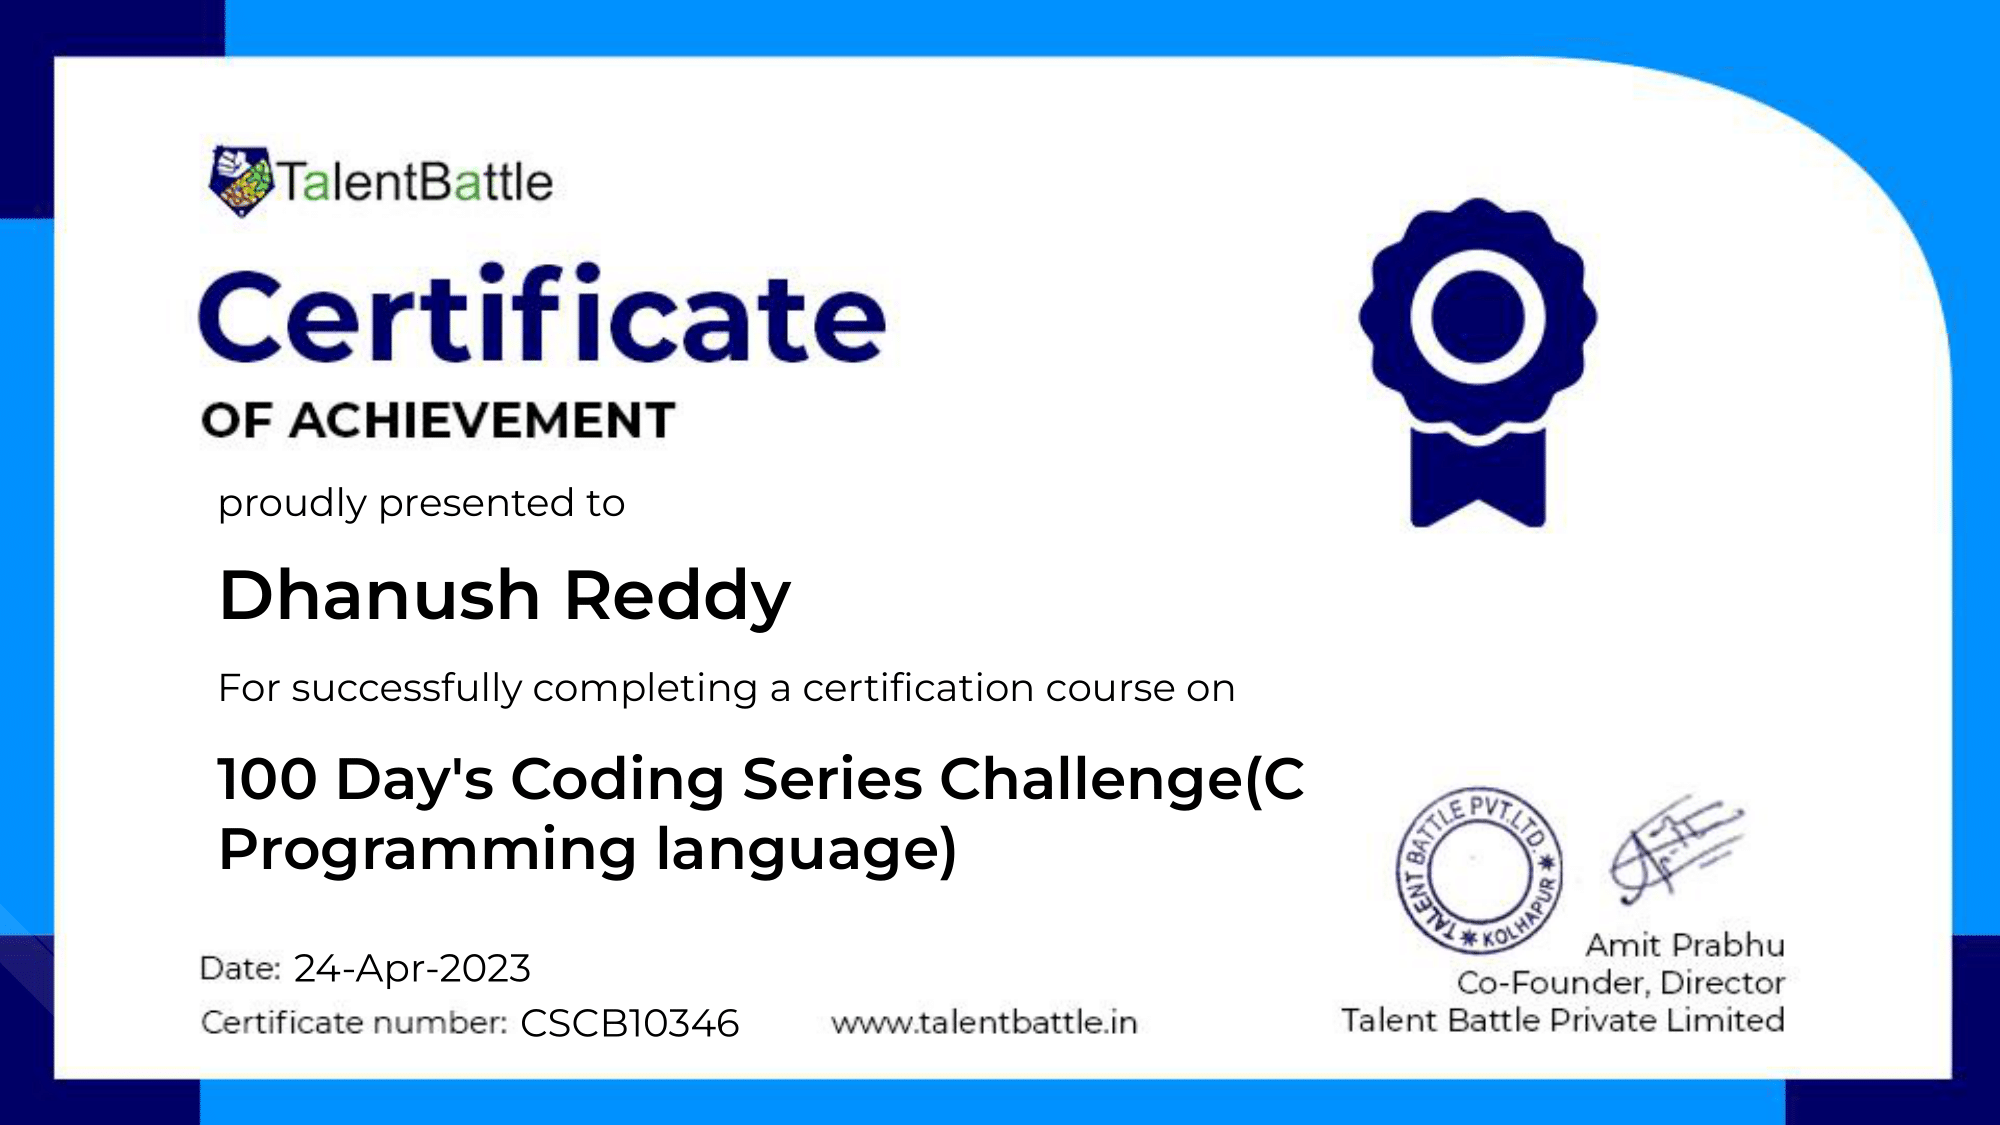 TalentBattle
Certificate
OF ACHIEVEMENT
proudly presented to
Dhanush Reddy
For successfully completing a certification course on
100 Day's Coding Series Challenge(C
Programming language)
TALENT BATTLE PVT.LTD. * KOLHAPUR *
Amit Prabhu
Co-Founder, Director
Talent Battle Private Limited
Date: 24-Apr-2023
Certificate number: CSCB10346
www.talentbattle.in